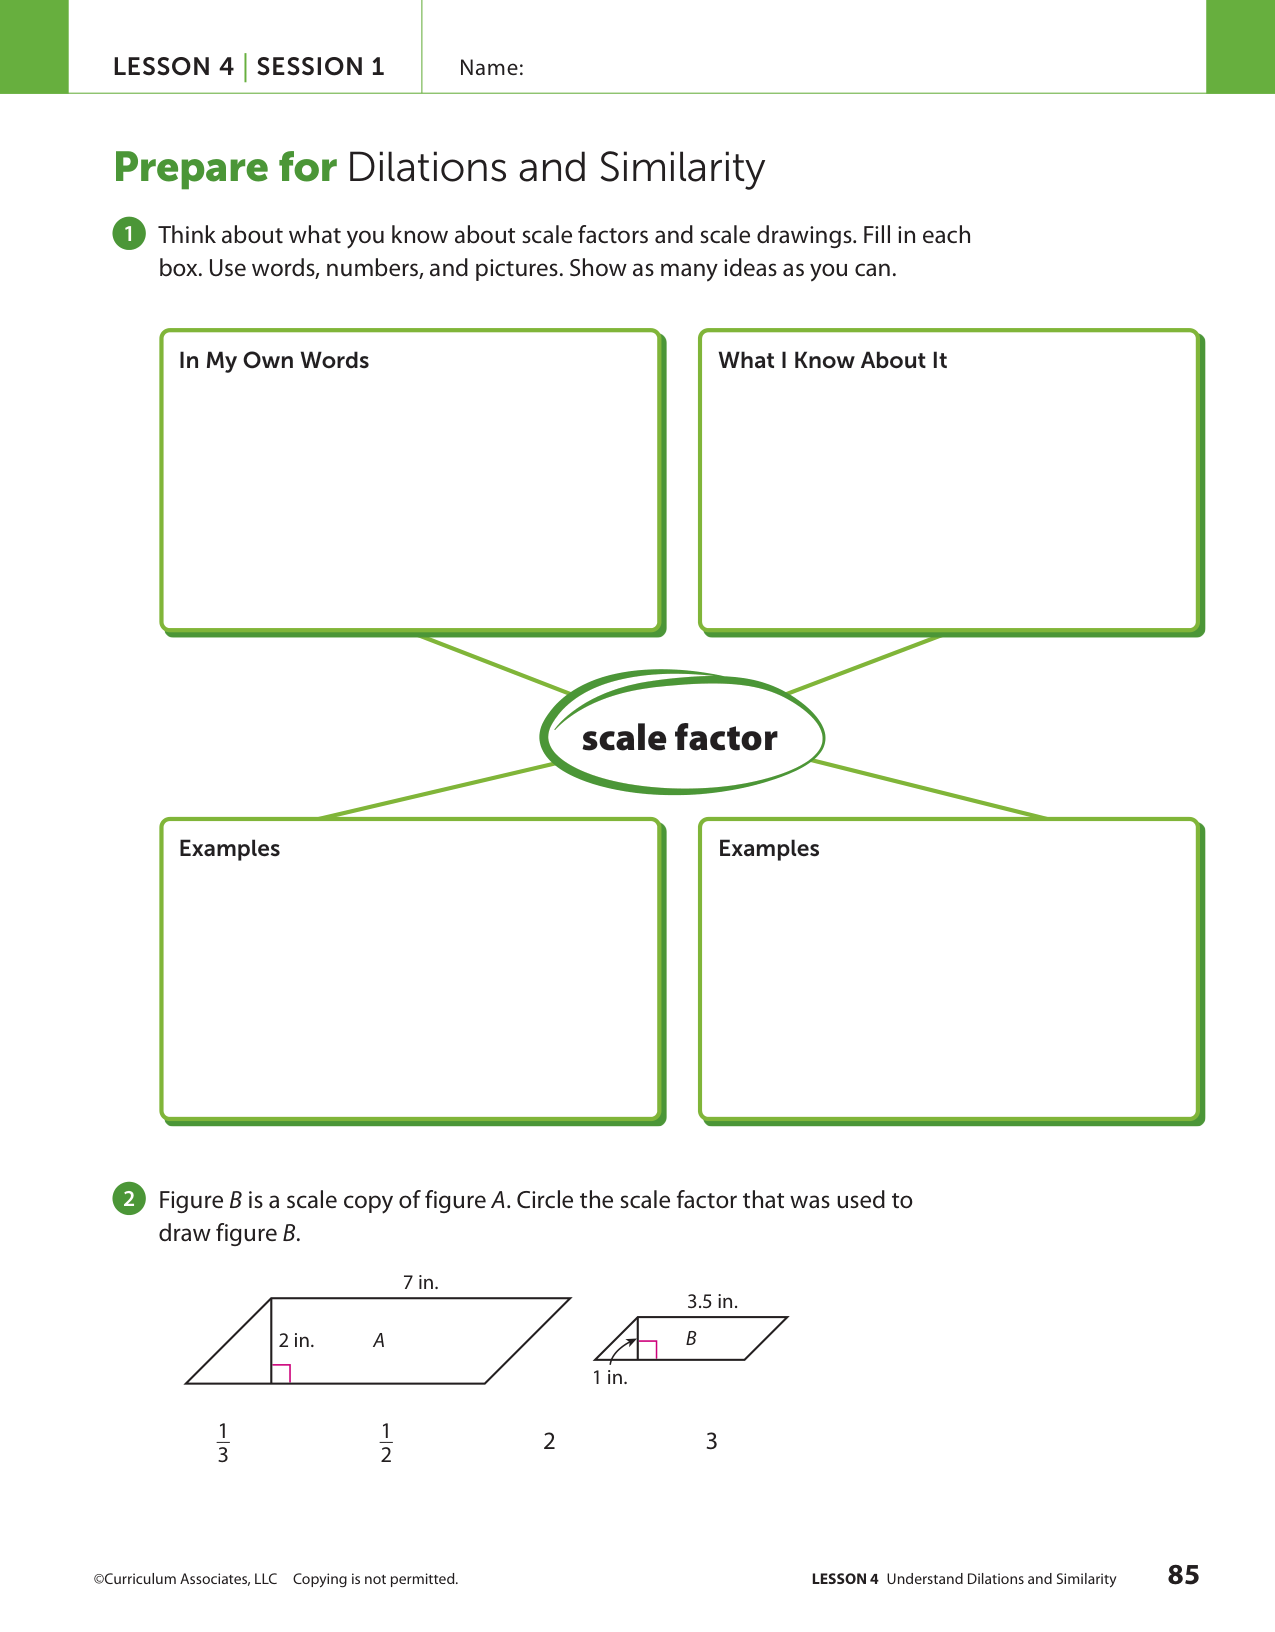 LESSON 4 | SESSION 1 Name:
Prepare for Dilations and Similarity
1 Think about what you know about scale factors and scale drawings. Fill in each
box. Use words, numbers, and pictures. Show as many ideas as you can.
In My Own Words
What I Know About It
scale factor
Examples
Examples
2 Figure B is a scale copy of figure A. Circle the scale factor that was used to
draw figure B.
7 in.
2 in. A
3.5 in.
B
1 in.
1/3 1/2 2 3
©Curriculum Associates, LLC Copying is not permitted.
LESSON 4 Understand Dilations and Similarity 85